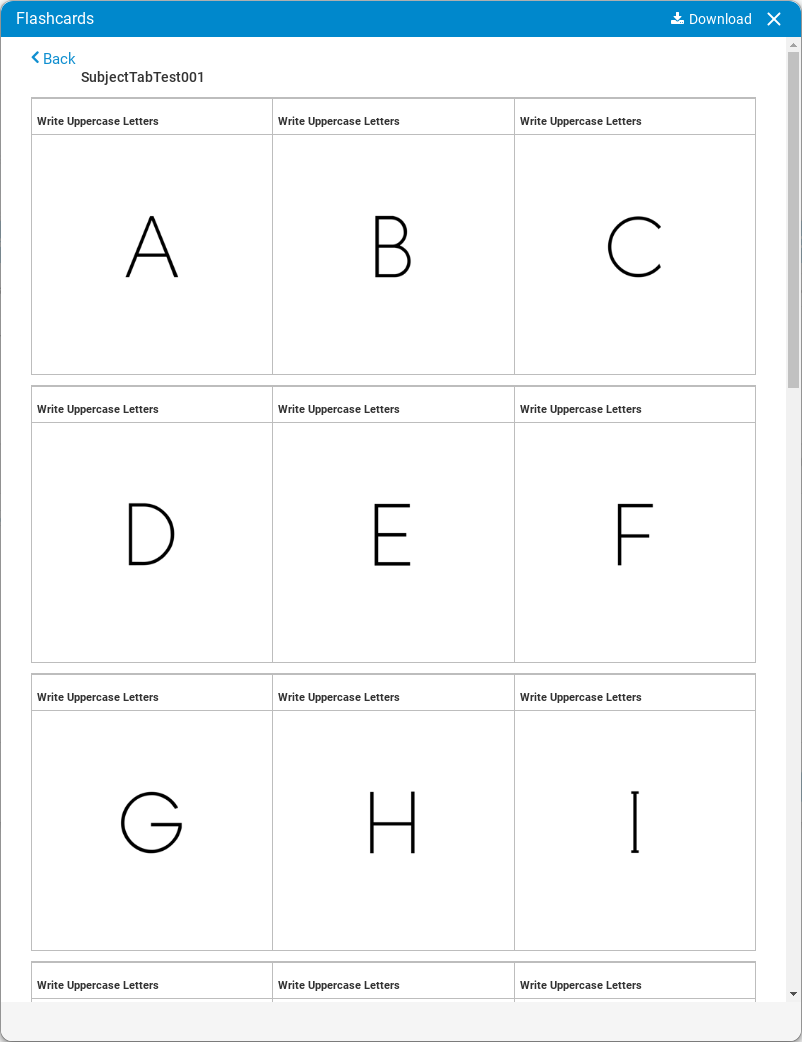 Flashcards Download
Back
SubjectTabTest001
Write Uppercase Letters Write Uppercase Letters Write Uppercase Letters
A B C
Write Uppercase Letters Write Uppercase Letters Write Uppercase Letters
D E F
Write Uppercase Letters Write Uppercase Letters Write Uppercase Letters
G H I
Write Uppercase Letters Write Uppercase Letters Write Uppercase Letters